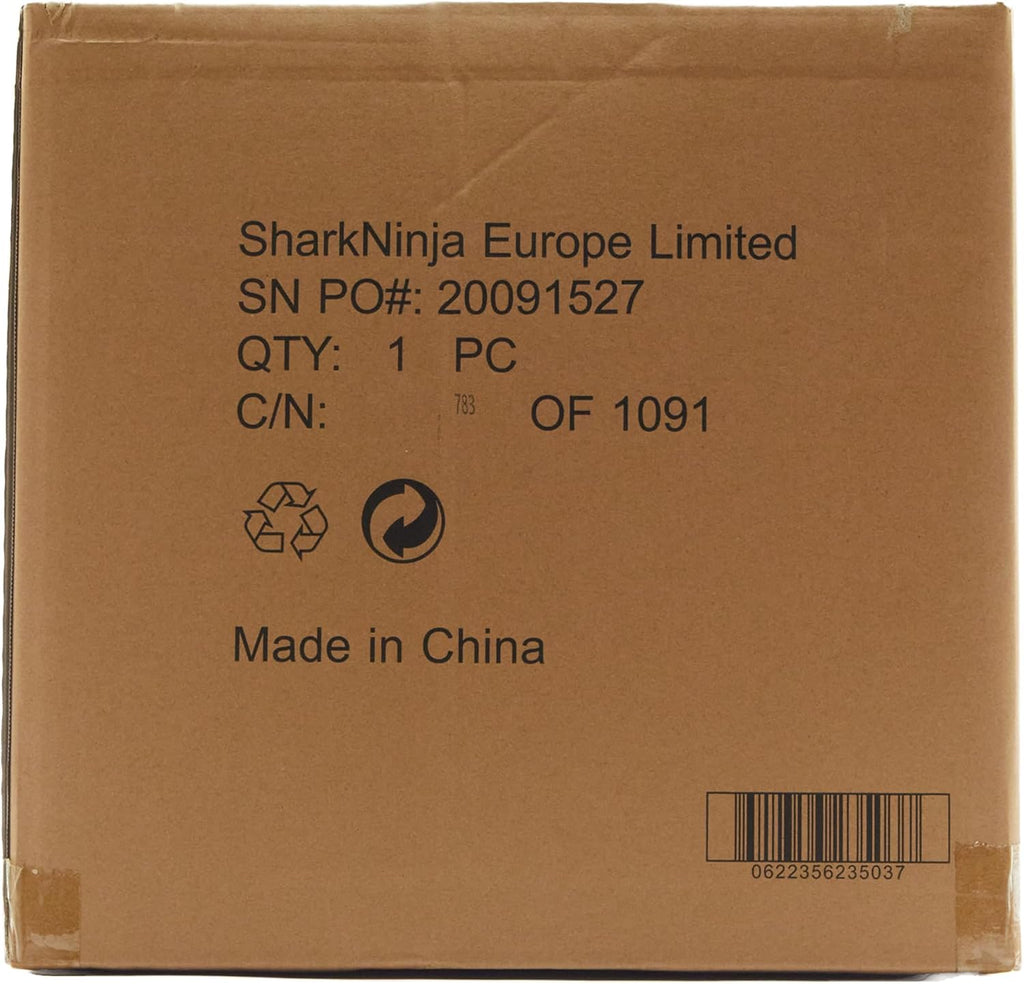 SharkNinja Europe Limited
SN PO#: 20091527
QTY: 1 PC
C/N: 783 OF 1091
Made in China
0622356235037